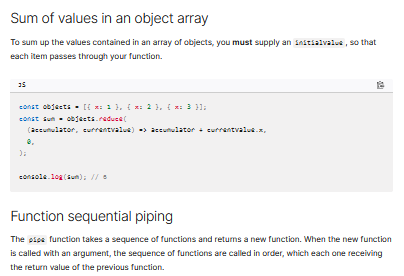 Sum of values in an object array
To sum up the values contained in an array of objects, you must supply an initialValue, so that
each item passes through your function.
JS
const objects = [{ x: 1 }, { x: 2 }, { x: 3 }];
const sum = objects.reduce(
(accumulator, currentValue) => accumulator + currentValue.x,
0,
);
console.log(sum); // 6
Function sequential piping
The pipe function takes a sequence of functions and returns a new function. When the new function
is called with an argument, the sequence of functions are called in order, which each one receiving
the return value of the previous function.